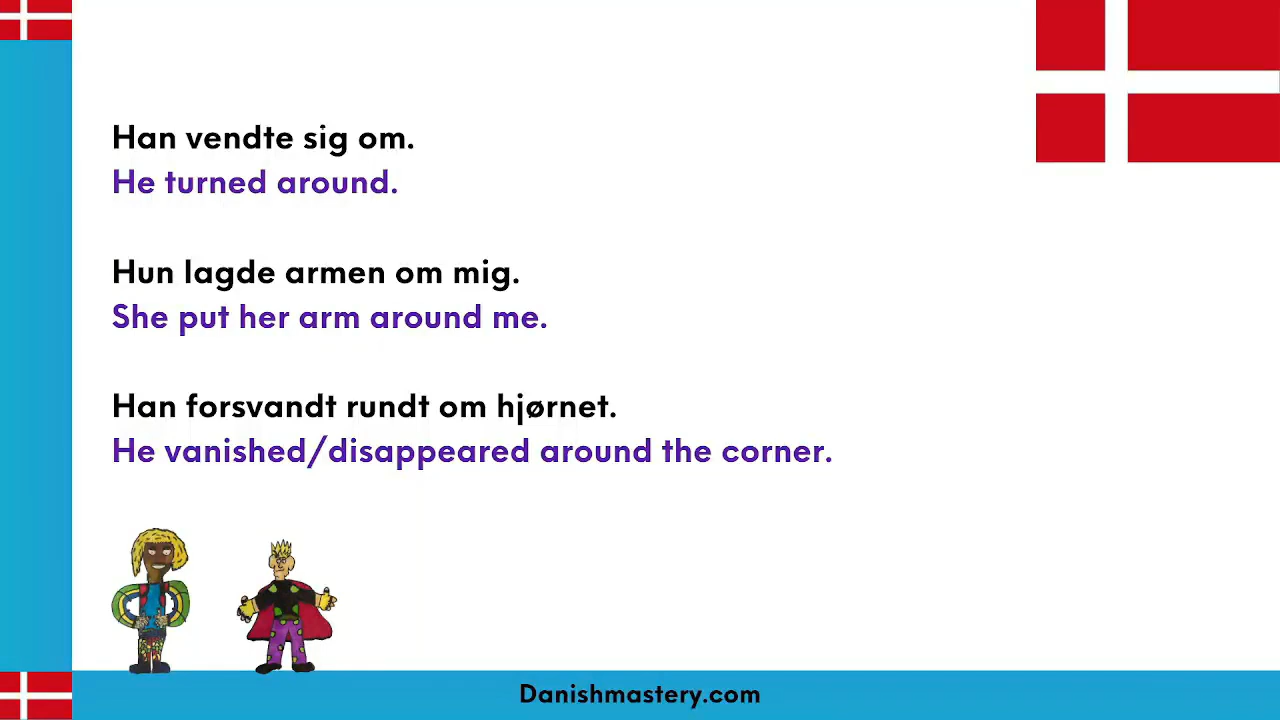 Han vendte sig om.
He turned around.
Hun lagde armen om mig.
She put her arm around me.
Han forsvandt rundt om hjørnet.
He vanished/disappeared around the corner.
Danishmastery.com